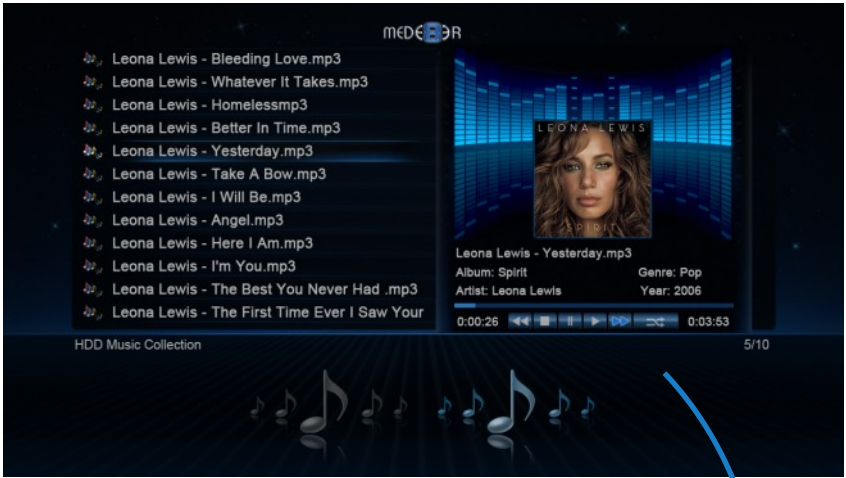 MEDE8ER
Leona Lewis - Bleeding Love.mp3
Leona Lewis - Whatever It Takes.mp3
Leona Lewis - Homelessmp3
Leona Lewis - Better In Time.mp3
Leona Lewis - Yesterday.mp3
Leona Lewis - Take A Bow.mp3
Leona Lewis - I Will Be.mp3
Leona Lewis - Angel.mp3
Leona Lewis - Here I Am.mp3
Leona Lewis - I'm You.mp3
Leona Lewis - The Best You Never Had .mp3
Leona Lewis - The First Time Ever I Saw Your
LEONA LEWIS
SPIRIT
Leona Lewis - Yesterday.mp3
Album: Spirit Genre: Pop
Artist: Leona Lewis Year: 2006
0:00:26 0:03:53
HDD Music Collection 5/10